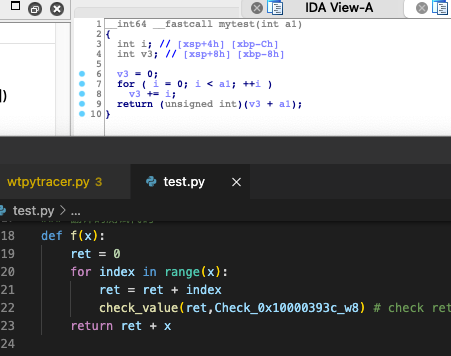 IDA View-A
1 __int64 __fastcall mytest(int a1)
2 {
3 int i; // [xsp+4h] [xbp-Ch]
4 int v3; // [xsp+8h] [xbp-8h]
5
6 v3 = 0;
7 for ( i = 0; i < a1; ++i )
8 v3 += i;
9 return (unsigned int)(v3 + a1);
10 }
])
wtpytracer.py 3 test.py ×
test.py > ...
18 def f(x):
19 ret = 0
20 for index in range(x):
21 ret = ret + index
22 check_value(ret,Check_0x10000393c_w8) # check ret
23 return ret + x
24